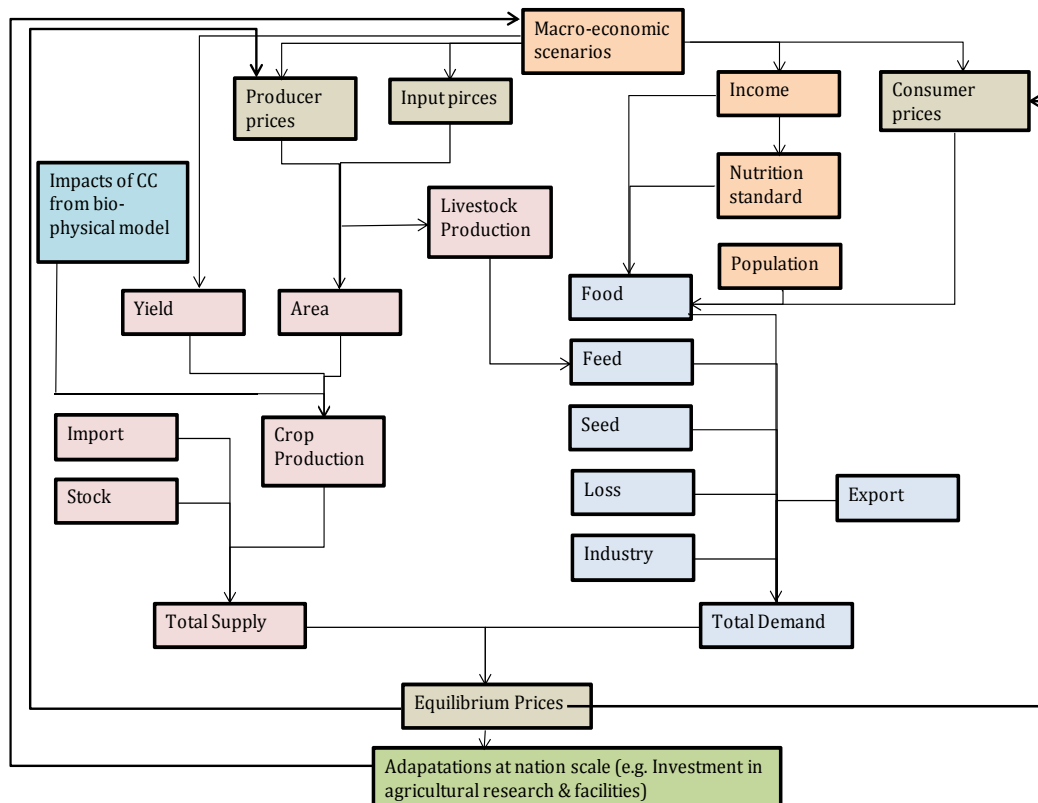 Macro-economic
scenarios
Producer
prices
Input pirces
Income
Consumer
prices
Impacts of CC
from bio-
physical model
Livestock
Production
Nutrition
standard
Population
Yield
Area
Food
Feed
Import
Crop
Production
Seed
Stock
Loss
Export
Industry
Total Supply
Total Demand
Equilibrium Prices
Adapatations at nation scale (e.g. Investment in
agricultural research & facilities)